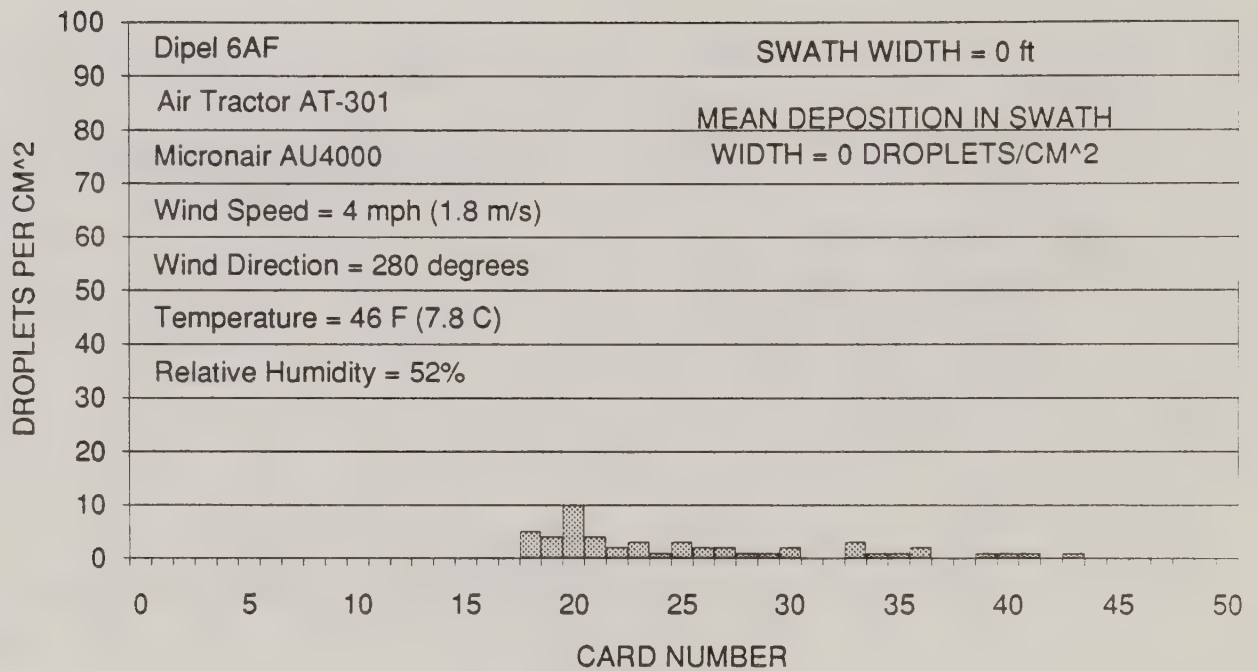 DROPLETS PER CM^2
100
90
80
70
60
50
40
30
20
10
0
Dipel 6AF
SWATH WIDTH = 0 ft
Air Tractor AT-301
MEAN DEPOSITION IN SWATH
Micronair AU4000
WIDTH = 0 DROPLETS/CM^2
Wind Speed = 4 mph (1.8 m/s)
Wind Direction = 280 degrees
Temperature = 46 F (7.8 C)
Relative Humidity = 52%
0 5 10 15 20 25 30 35 40 45 50
CARD NUMBER